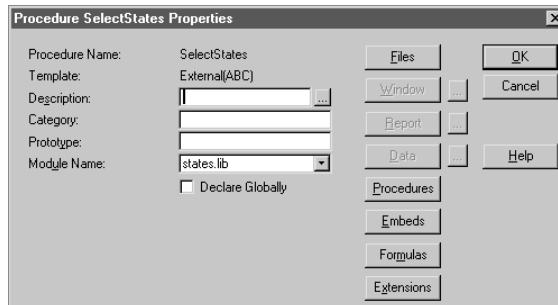 Procedure SelectStates Properties
Procedure Name: SelectStates
Template: External(ABC)
Description: ...
Category:
Prototype:
Module Name: states.lib
Declare Globally
Files
Window ...
Report ...
Data ...
Procedures
Embeds
Formulas
Extensions
OK
Cancel
Help